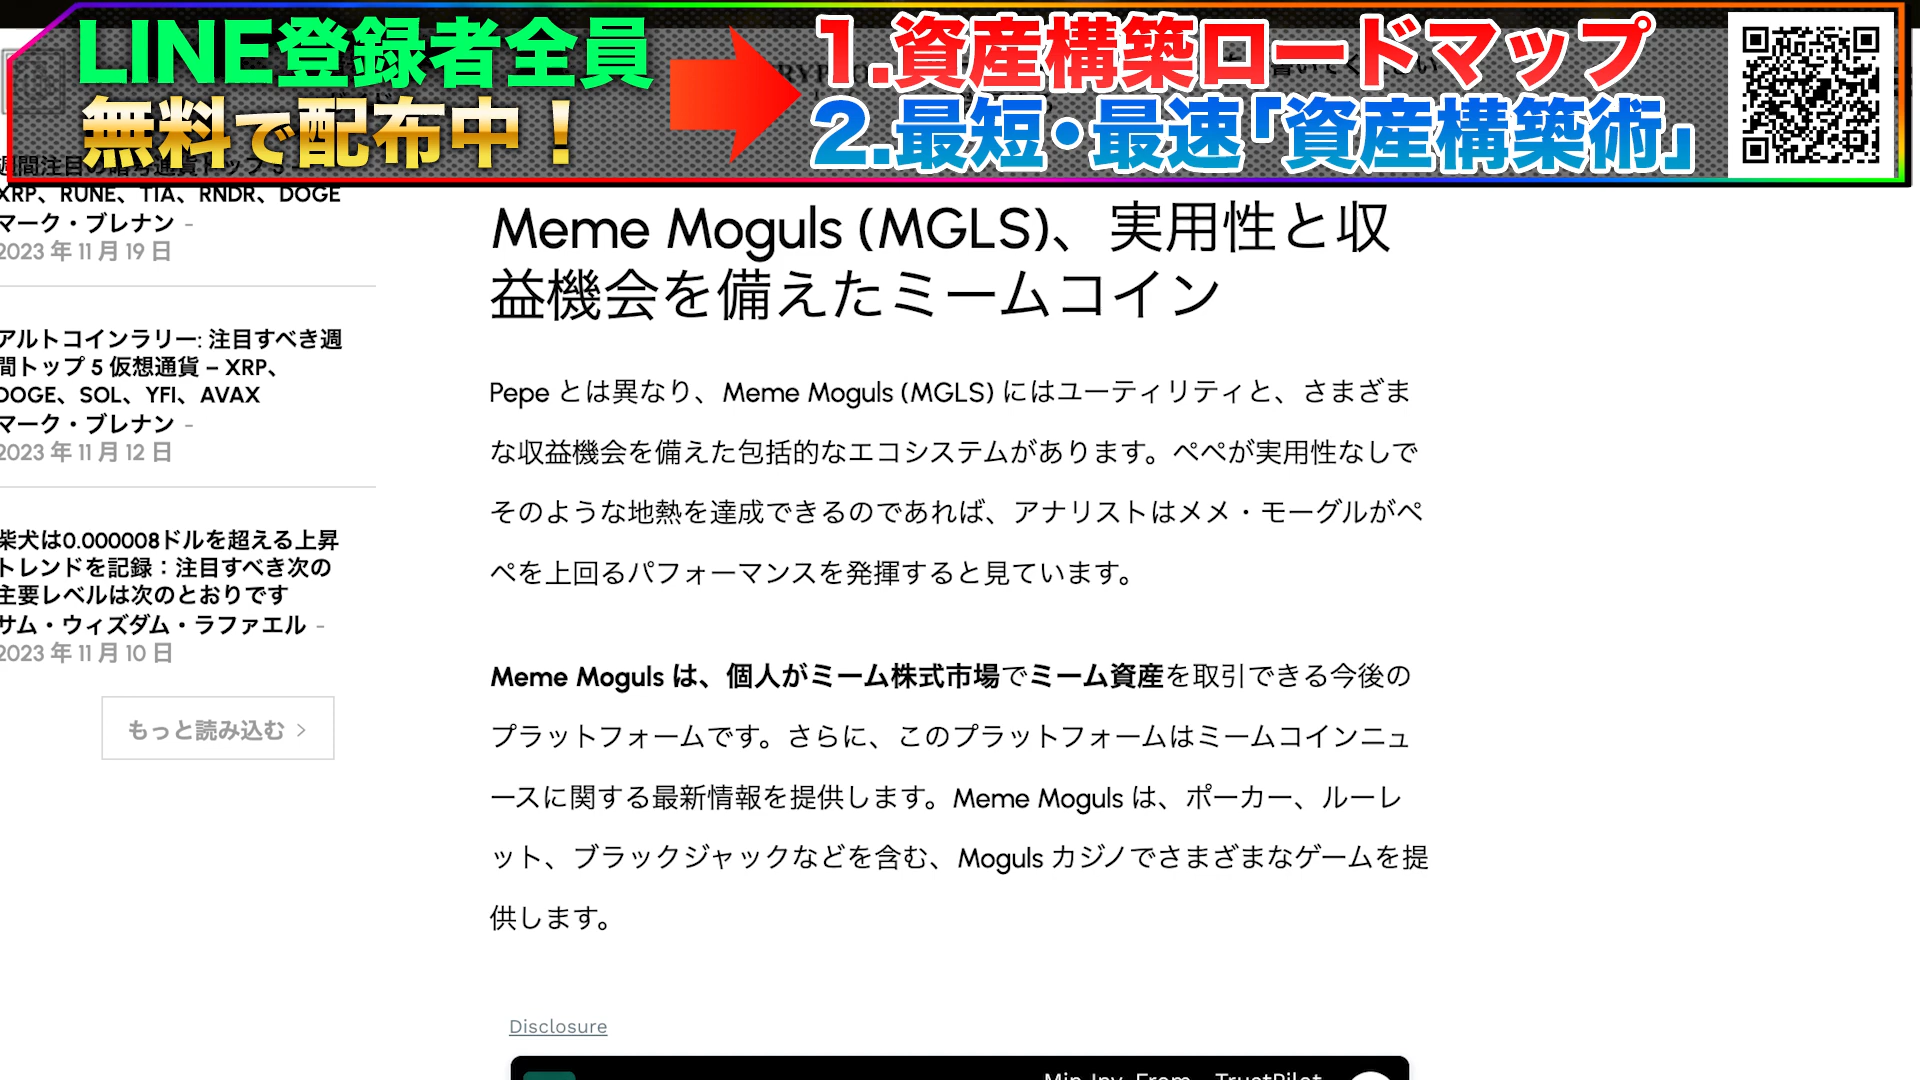 LINE登録者全員
無料で配布中！
1.資産構築ロードマップ
2.最短・最速「資産構築術」
週間注目の暗号通貨トップ 5
XRP、RUNE、TIA、RNDR、DOGE
マーク・ブレナン -
2023 年 11 月 19 日
アルトコインラリー: 注目すべき週
間トップ 5 仮想通貨 – XRP、
DOGE、SOL、YFI、AVAX
マーク・ブレナン -
2023 年 11 月 12 日
柴犬は0.000008ドルを超える上昇
トレンドを記録：注目すべき次の
主要レベルは次のとおりです
サム・ウィズダム・ラファエル -
2023 年 11 月 10 日
もっと読み込む >
Meme Moguls (MGLS)、実用性と収
益機会を備えたミームコイン
Pepe とは異なり、Meme Moguls (MGLS) にはユーティリティと、さまざま
な収益機会を備えた包括的なエコシステムがあります。ペペが実用性なしで
そのような地熱を達成できるのであれば、アナリストはメメ・モーグルがペ
ペを上回るパフォーマンスを発揮すると見ています。
Meme Moguls は、個人がミーム株式市場でミーム資産を取引できる今後の
プラットフォームです。さらに、このプラットフォームはミームコインニュ
ースに関する最新情報を提供します。Meme Moguls は、ポーカー、ルーレ
ット、ブラックジャックなどを含む、Moguls カジノでさまざまなゲームを提
供します。
Disclosure
Min Inv. From
TrustPilot